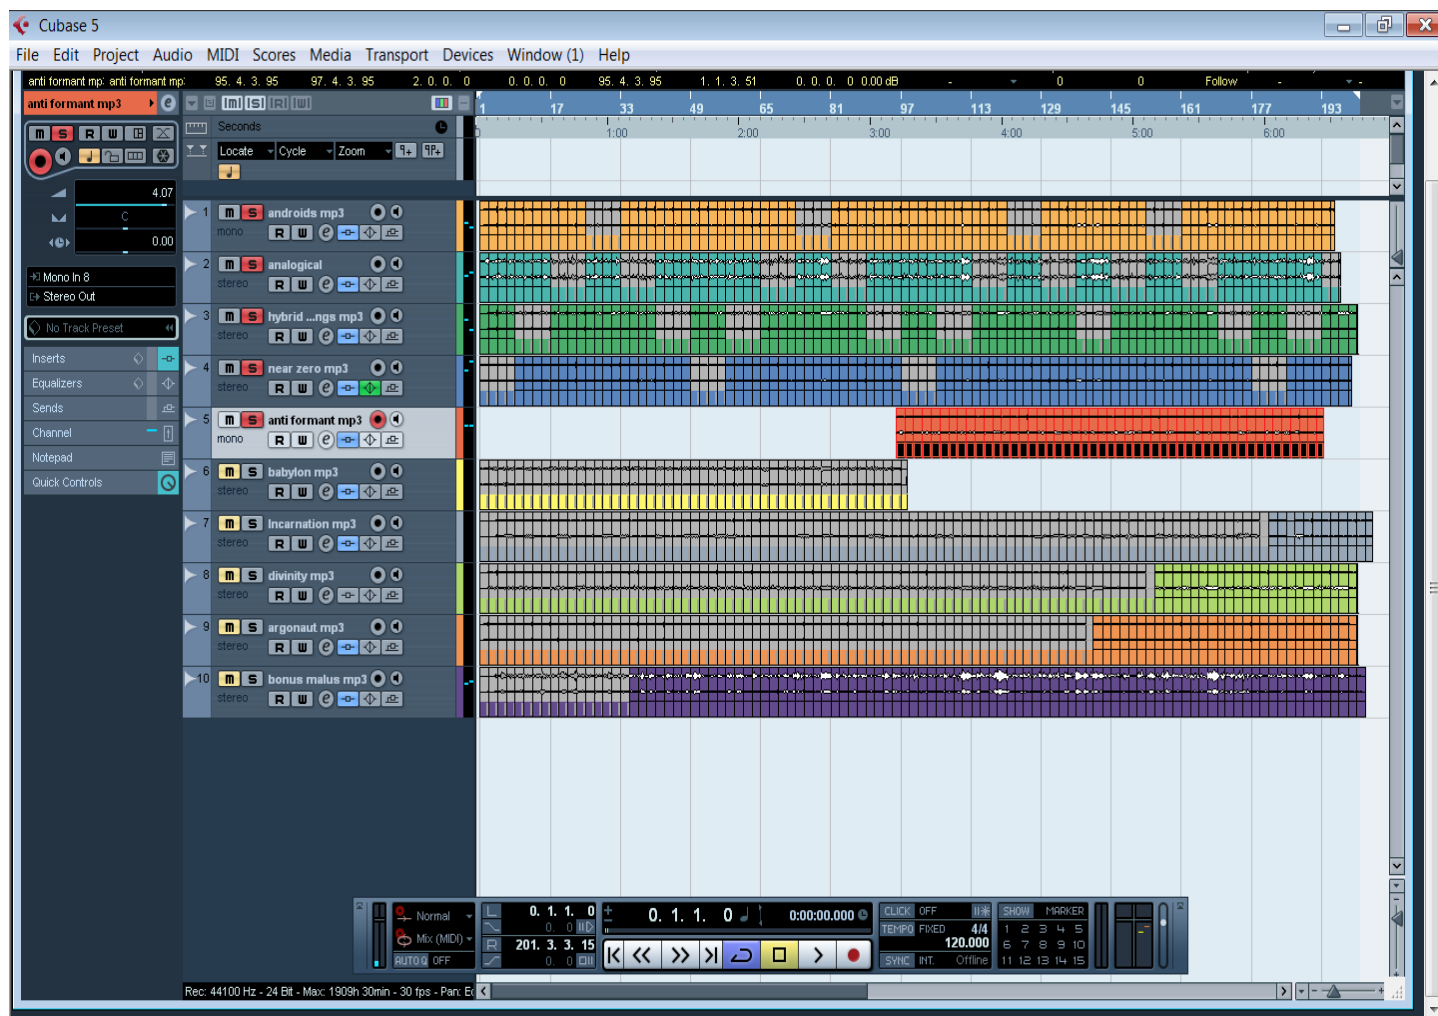 Cubase 5
File Edit Project Audio MIDI Scores Media Transport Devices Window (1) Help
anti formant mp: anti formant mp: 95. 4. 3. 95 97. 4. 3. 95 2. 0. 0. 0 0. 0. 0. 0 95. 4. 3. 95 1. 1. 3. 51 0. 0. 0. 0 0.00 dB - 0 0 Follow - -
anti formant mp3 e m S R W 1 17 33 49 65 81 97 113 129 145 161 177 193
Seconds 1:00 2:00 3:00 4:00 5:00 6:00
m S R W
Locate Cycle Zoom
4.07
C
0.00
Mono In 8
Stereo Out
No Track Preset
Inserts
Equalizers
Sends
Channel
Notepad
Quick Controls
1 m S androids mp3
mono R W e
2 m S analogical
stereo R W e
3 m S hybrid ...ngs mp3
stereo R W e
4 m S near zero mp3
stereo R W e
5 m S anti formant mp3
mono R W e
6 m S babylon mp3
stereo R W e
7 m S Incarnation mp3
stereo R W e
8 m S divinity mp3
stereo R W e
9 m S argonaut mp3
stereo R W e
10 m S bonus malus mp3
stereo R W e
Normal L 0. 1. 1. 0 0. 1. 1. 0 0:00:00.000 CLICK OFF SHOW MARKER
0. 0 TEMPO FIXED 4/4 1 2 3 4 5
Mix (MIDI) R 201. 3. 3. 15 120.000 6 7 8 9 10
AUTO Q OFF 0. 0 SYNC INT. Offline 11 12 13 14 15
Rec: 44100 Hz - 24 Bit - Max: 1909h 30min - 30 fps - Pan: